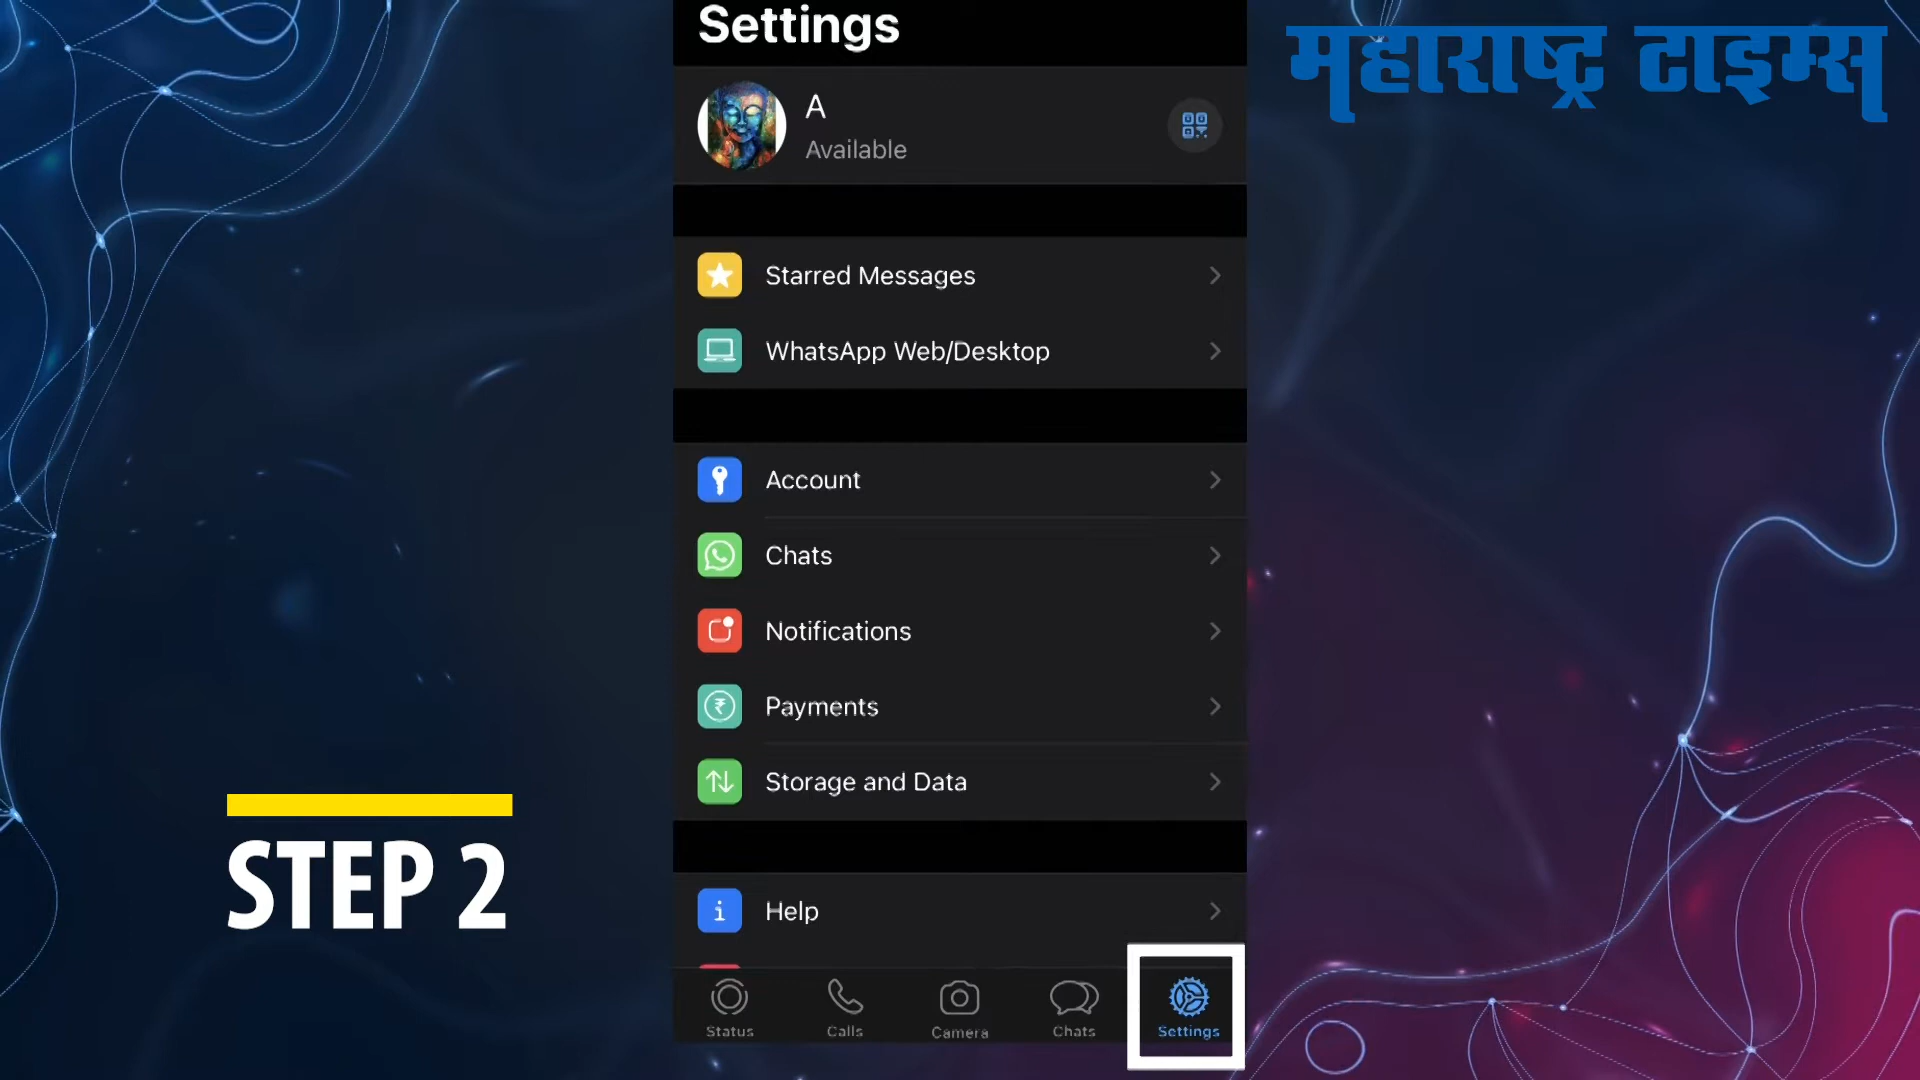 Settings
महाराष्ट्र टाइम्स
A
Available
Starred Messages
WhatsApp Web/Desktop
Account
Chats
Notifications
Payments
Storage and Data
STEP 2
Help
Status
Calls
Camera
Chats
Settings